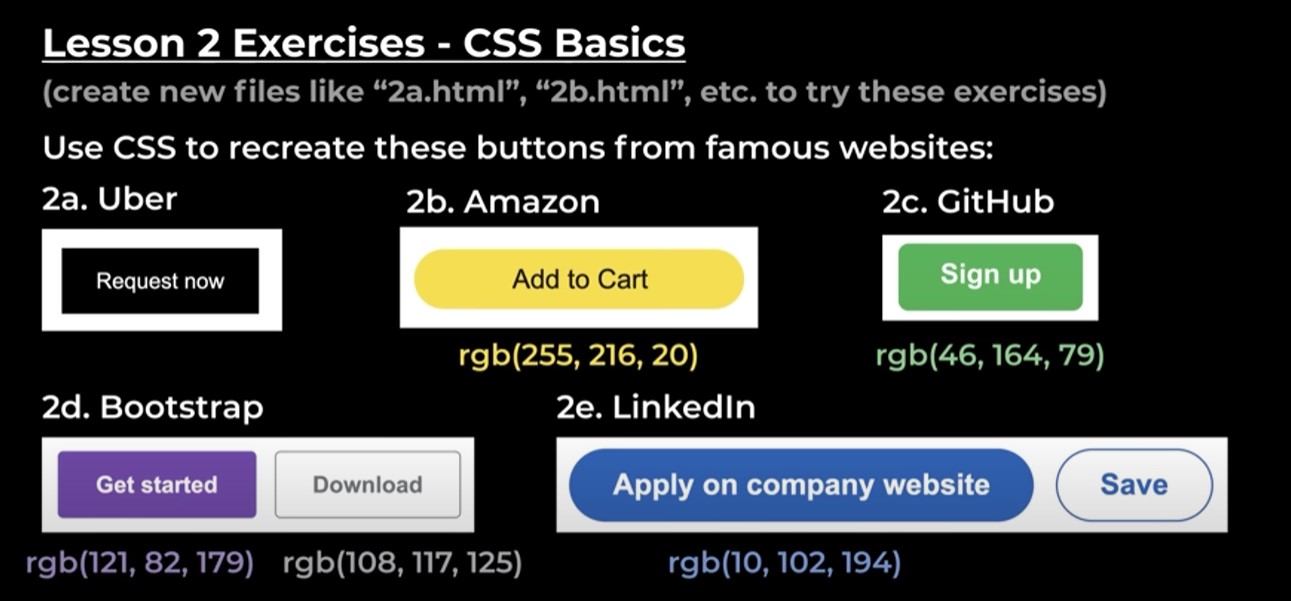 Lesson 2 Exercises - CSS Basics
(create new files like “2a.html”, “2b.html”, etc. to try these exercises)
Use CSS to recreate these buttons from famous websites:
2a. Uber
2b. Amazon
2c. GitHub
Request now
Add to Cart
Sign up
rgb(255, 216, 20)
rgb(46, 164, 79)
2d. Bootstrap
2e. LinkedIn
Get started
Download
Apply on company website
Save
rgb(121, 82, 179)
rgb(108, 117, 125)
rgb(10, 102, 194)